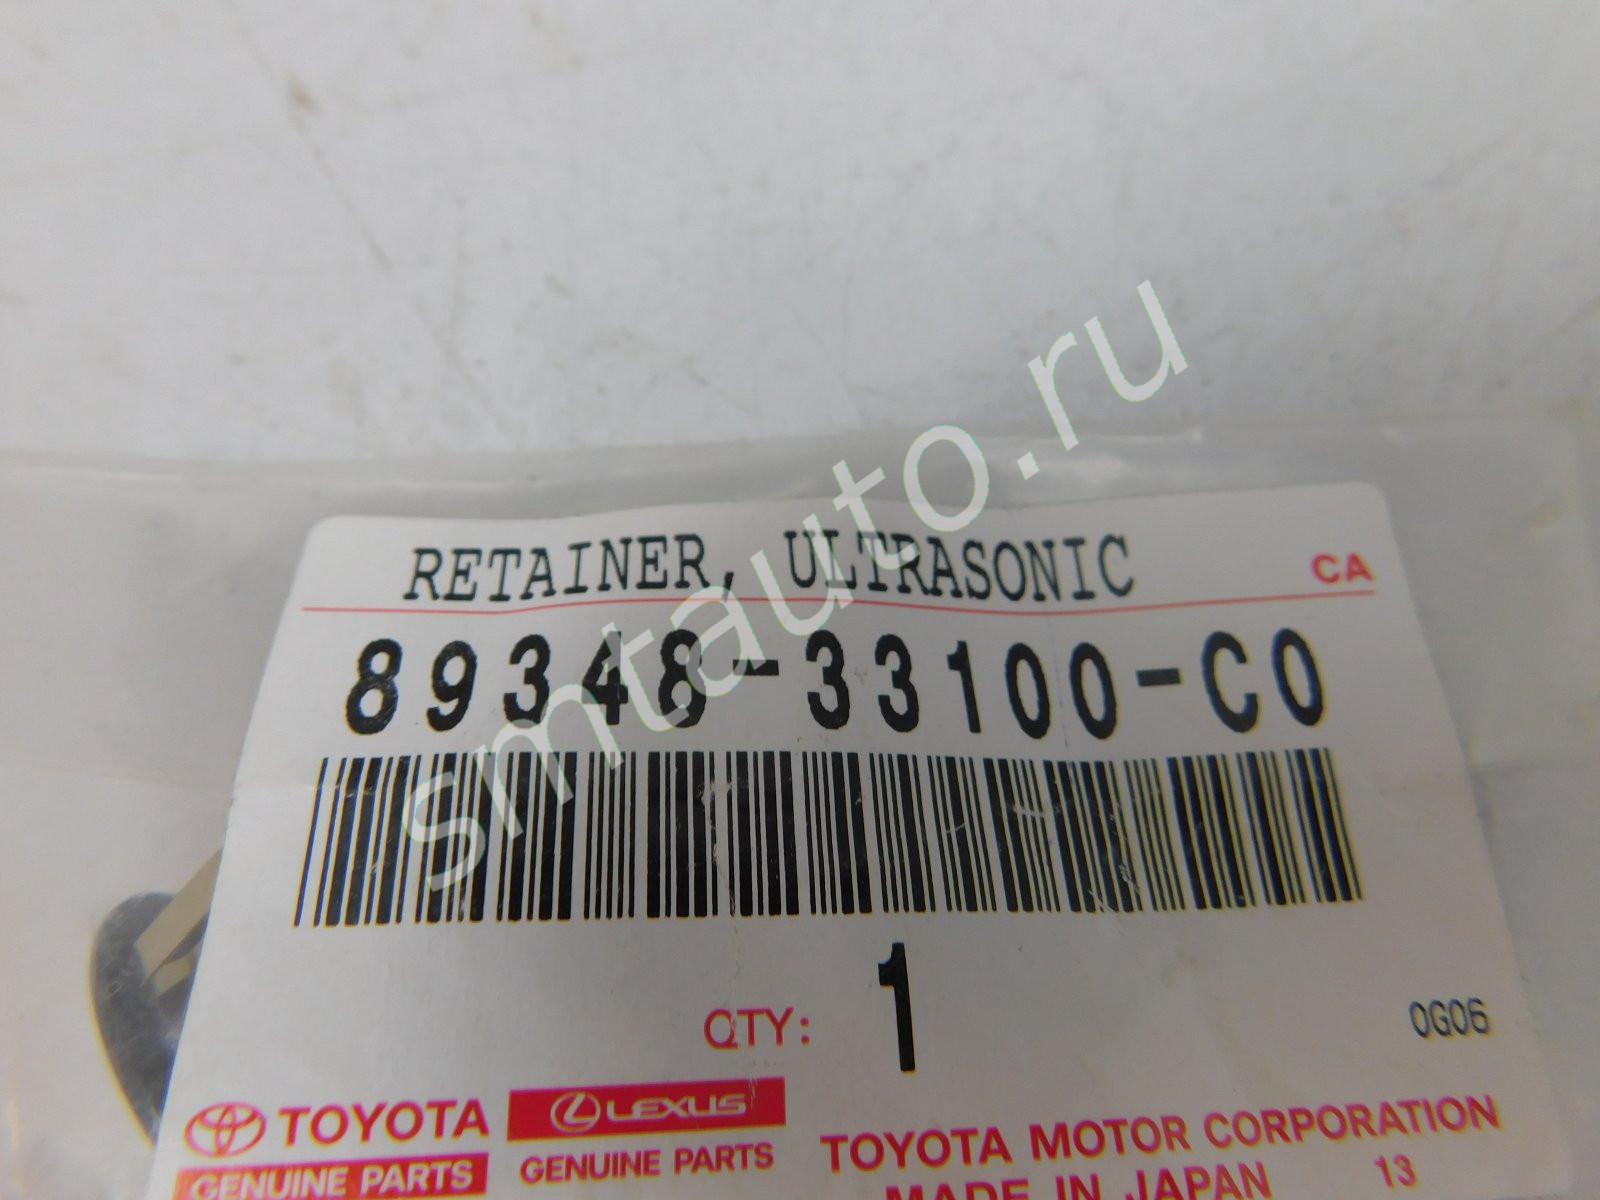 RETAINER, ULTRASONIC
CA
89348-33100-C0
QTY: 1
0G06
TOYOTA
GENUINE PARTS
LEXUS
GENUINE PARTS
TOYOTA MOTOR CORPORATION
MADE IN JAPAN 13
smtauto.ru